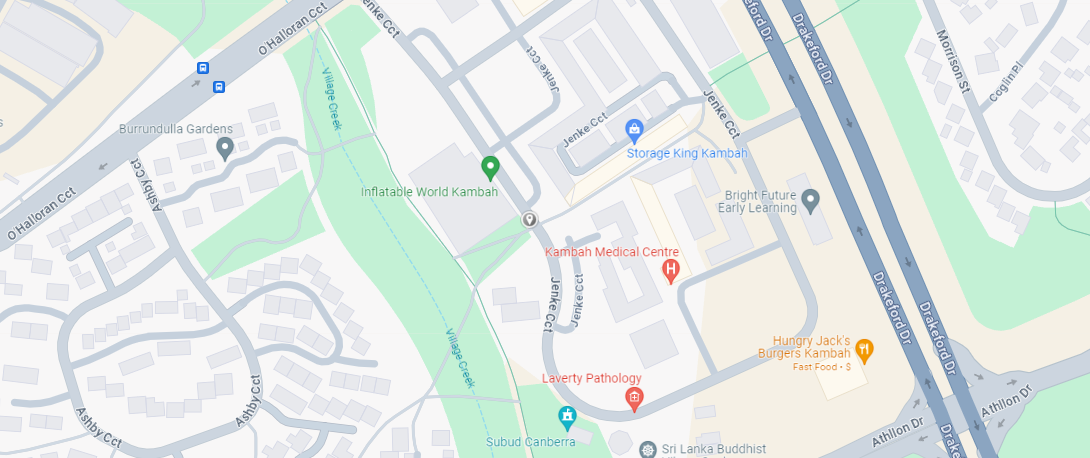 O'Halloran Cct
Jenke Cct
Drakeford Dr
Drakeford Dr
Morrison St
Coglin Pl
Village Creek
Burrundulla Gardens
Jenke Cct
Jenke Cct
Jenke Cct
Storage King Kambah
Inflatable World Kambah
O'Halloran Cct
Ashby Cct
Bright Future
Early Learning
Kambah Medical Centre
Jenke Cct
Jenke Cct
Drakeford Dr
Drakeford Dr
Village Creek
Hungry Jack's
Burgers Kambah
Fast Food • $
Laverty Pathology
Ashby Cct
Ashby Cct
Subud Canberra
Athllon Dr
Athllon Dr
Sri Lanka Buddhist